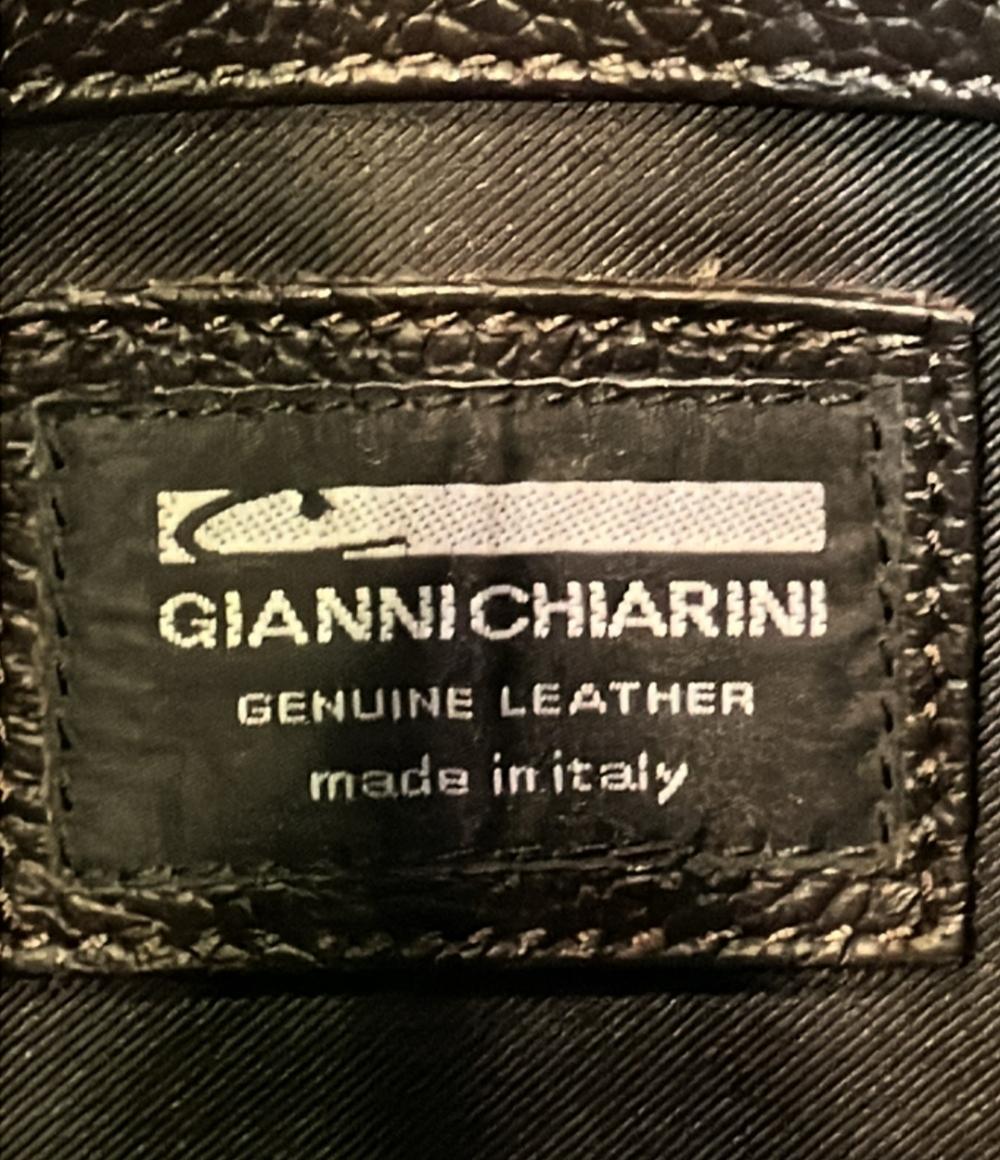 GIANNI CHIARINI
GENUINE LEATHER
made in italy